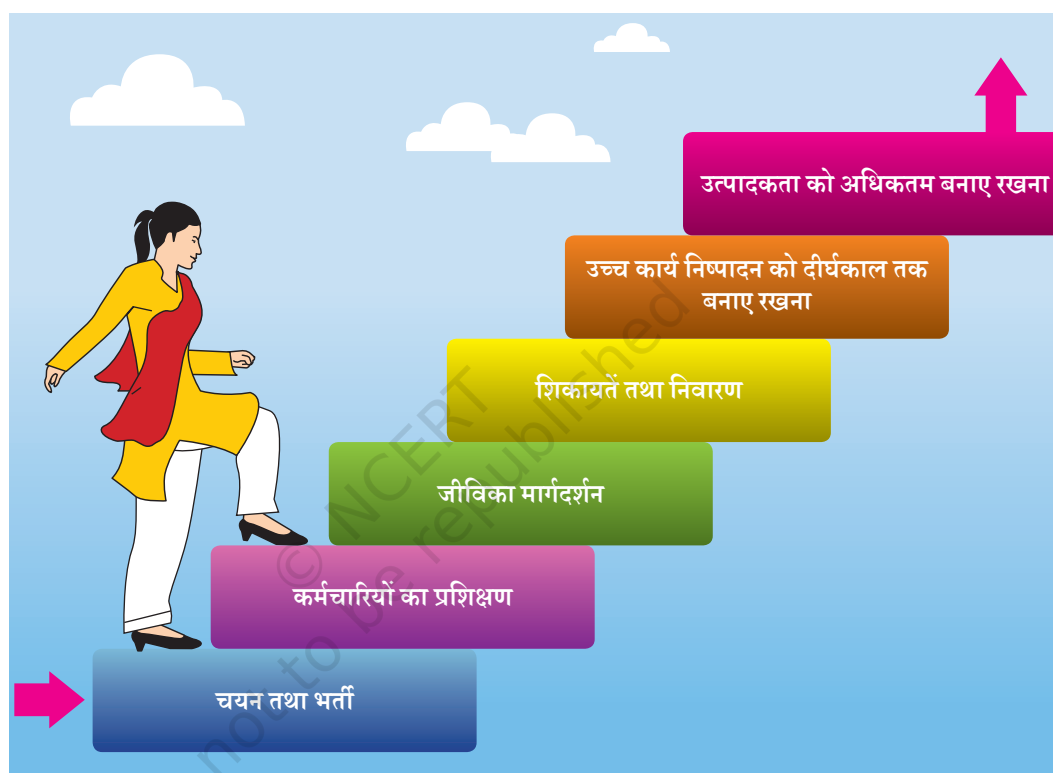 उत्पादकता को अधिकतम बनाए रखना
उच्च कार्य निष्पादन को दीर्घकाल तक
बनाए रखना
शिकायतें तथा निवारण
जीविका मार्गदर्शन
कर्मचारियों का प्रशिक्षण
चयन तथा भर्ती
© NCERT
not to be republished